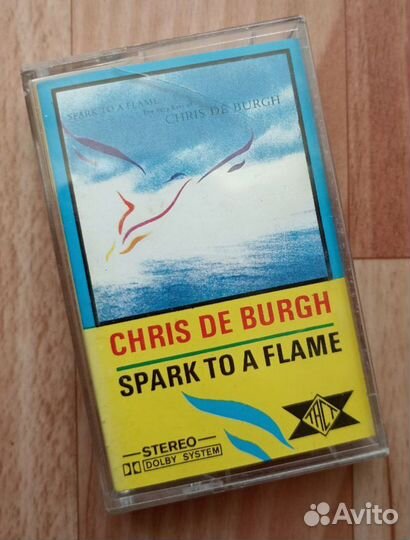 SPARK TO A FLAME
The Very Best of
CHRIS DE BURGH
CHRIS DE BURGH
SPARK TO A FLAME
STEREO
DOLBY SYSTEM
TACT
Avito